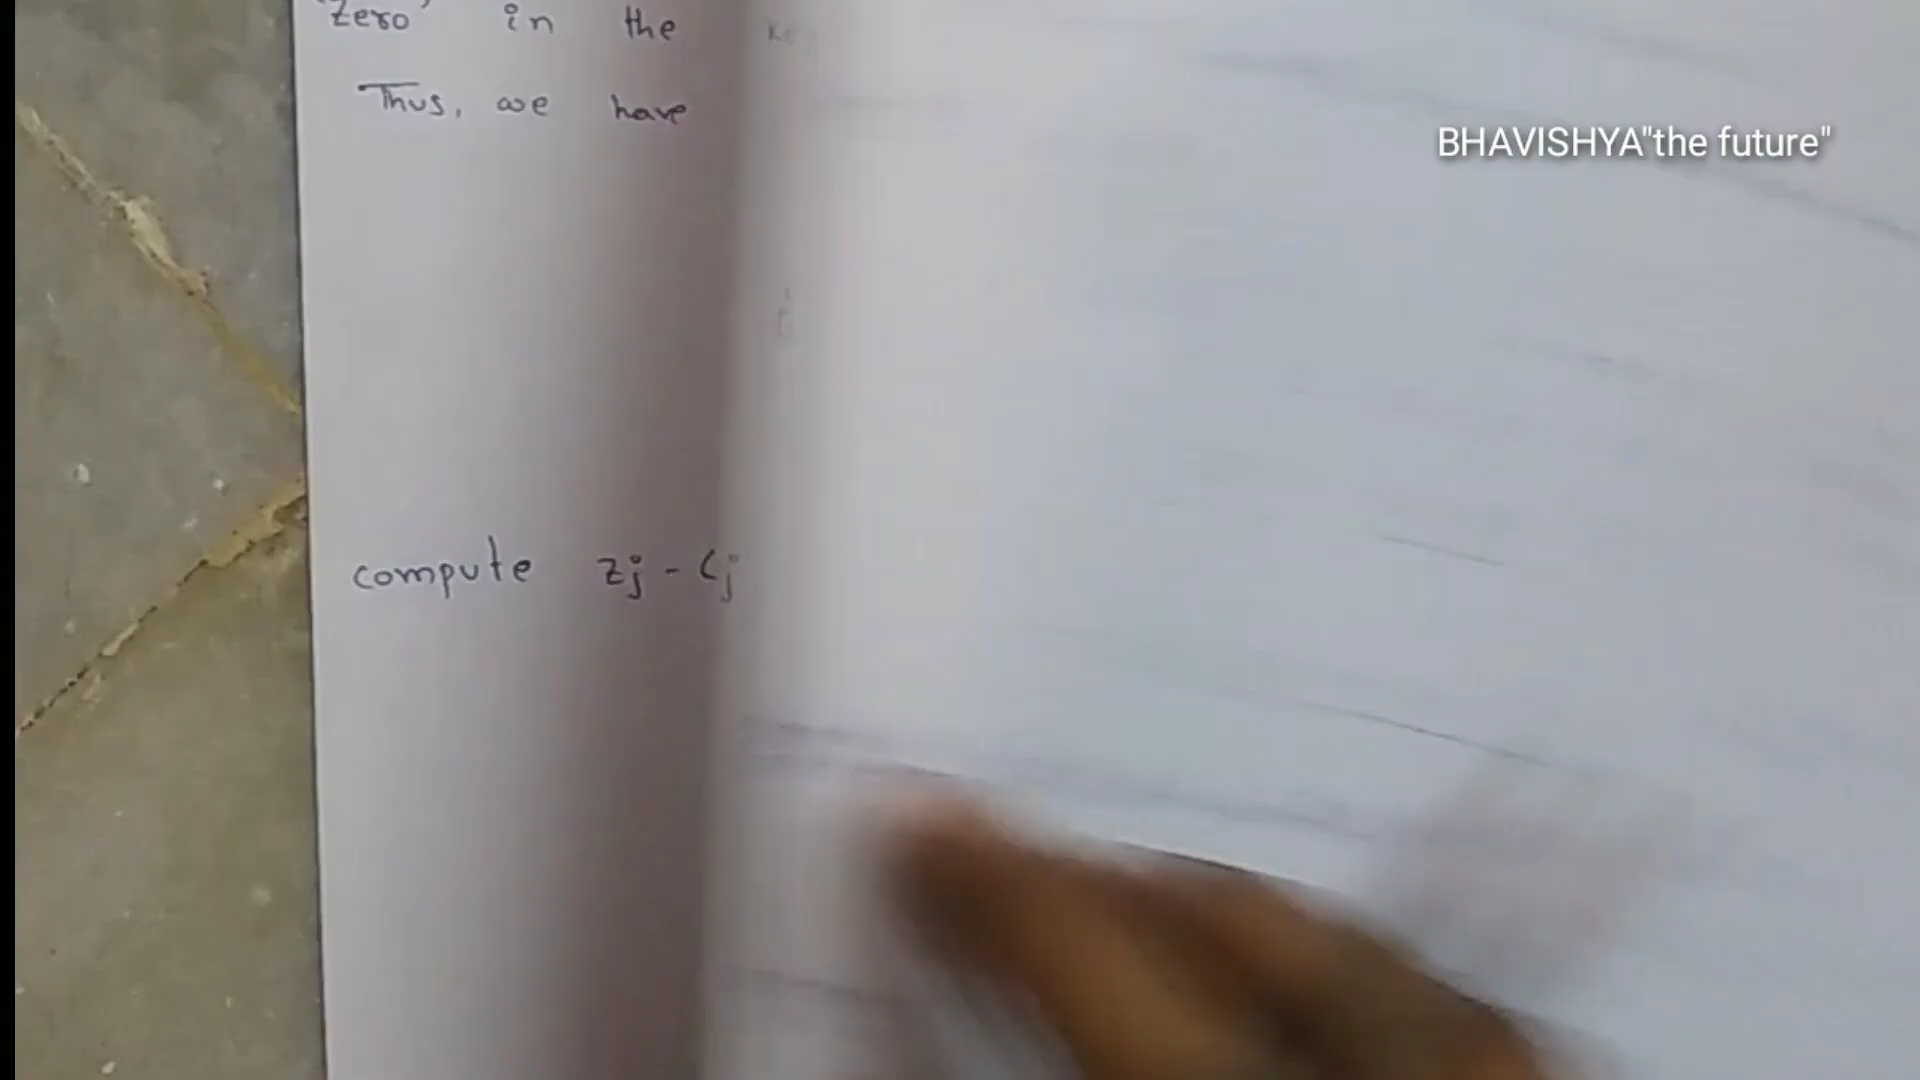 'Zero' in the
Thus, we have
BHAVISHYA"the future"
compute zj - cj